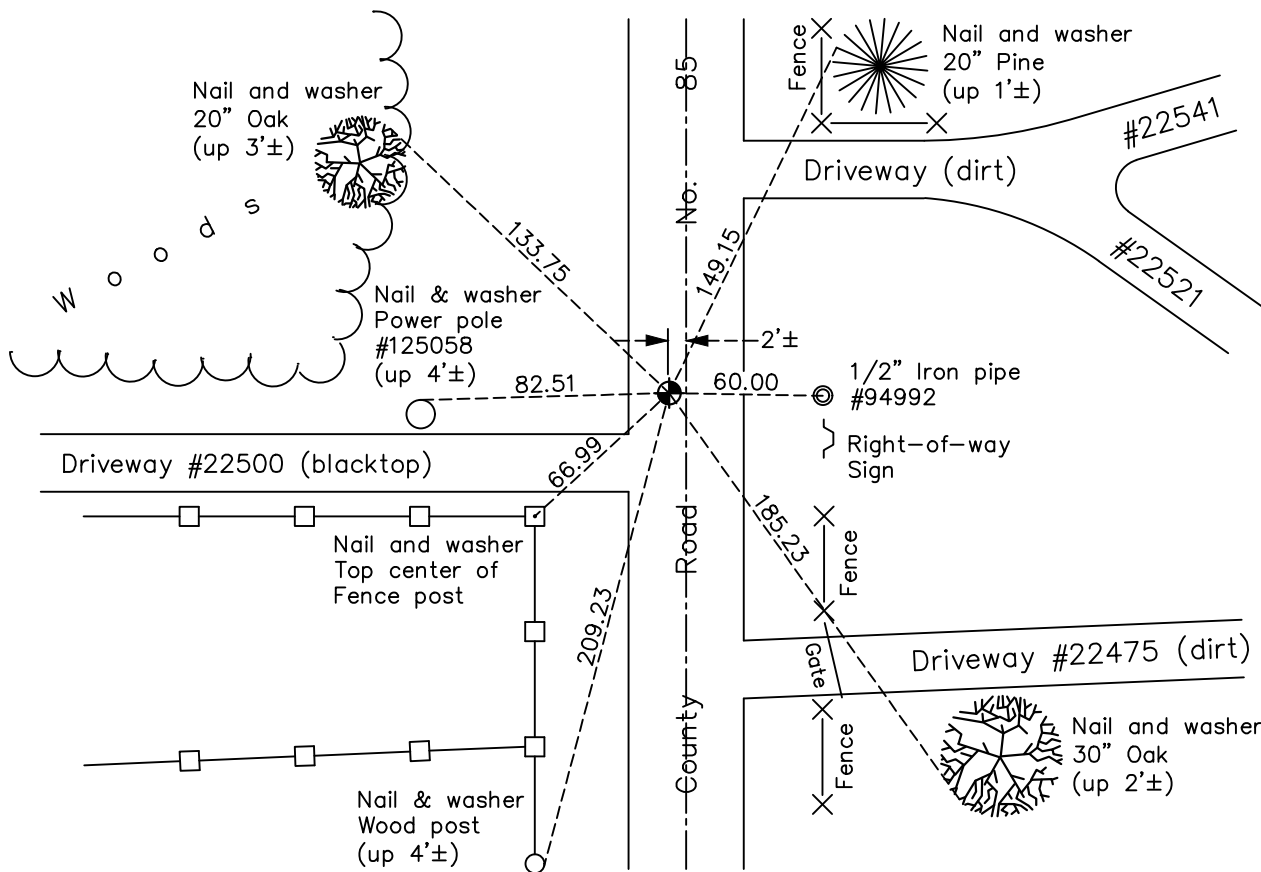 Nail and washer
20” Oak
(up 3’±)
Woods
133.75
Nail & washer
Power pole
#125058
(up 4’±)
82.51
County Road No. 85
Fence
Nail and washer
20” Pine
(up 1’±)
#22541
Driveway (dirt)
#22521
149.15
2’±
60.00
1/2” Iron pipe
#94992
Right-of-way
Sign
Driveway #22500 (blacktop)
66.99
Nail and washer
Top center of
Fence post
209.23
185.23
Fence
Gate
Driveway #22475 (dirt)
Fence
Nail and washer
30” Oak
(up 2’±)
Nail & washer
Wood post
(up 4’±)